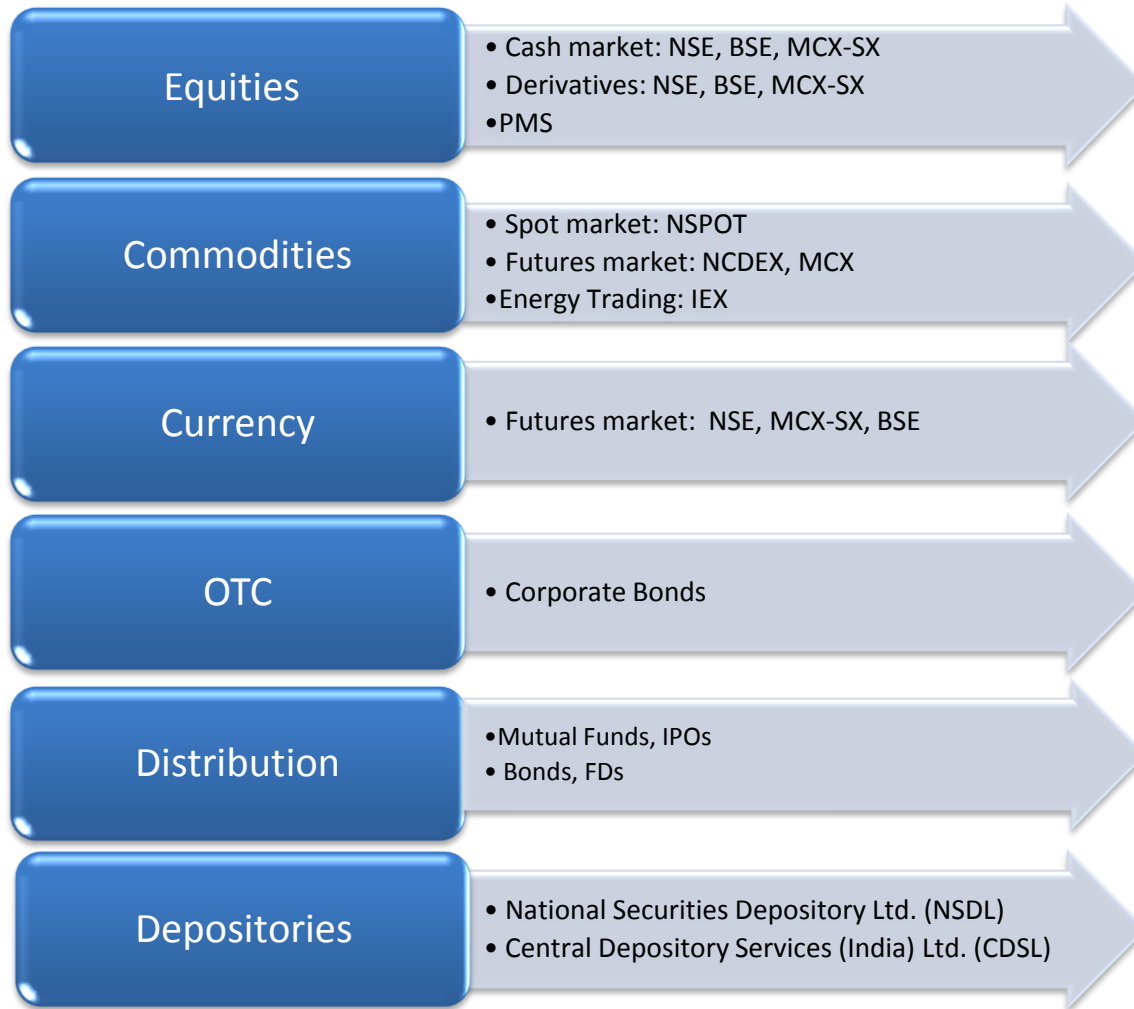 Equities
• Cash market: NSE, BSE, MCX-SX
• Derivatives: NSE, BSE, MCX-SX
•PMS
Commodities
• Spot market: NSPOT
• Futures market: NCDEX, MCX
•Energy Trading: IEX
Currency
• Futures market:  NSE, MCX-SX, BSE
OTC
• Corporate Bonds
Distribution
•Mutual Funds, IPOs
• Bonds, FDs
Depositories
• National Securities Depository Ltd. (NSDL)
• Central Depository Services (India) Ltd. (CDSL)